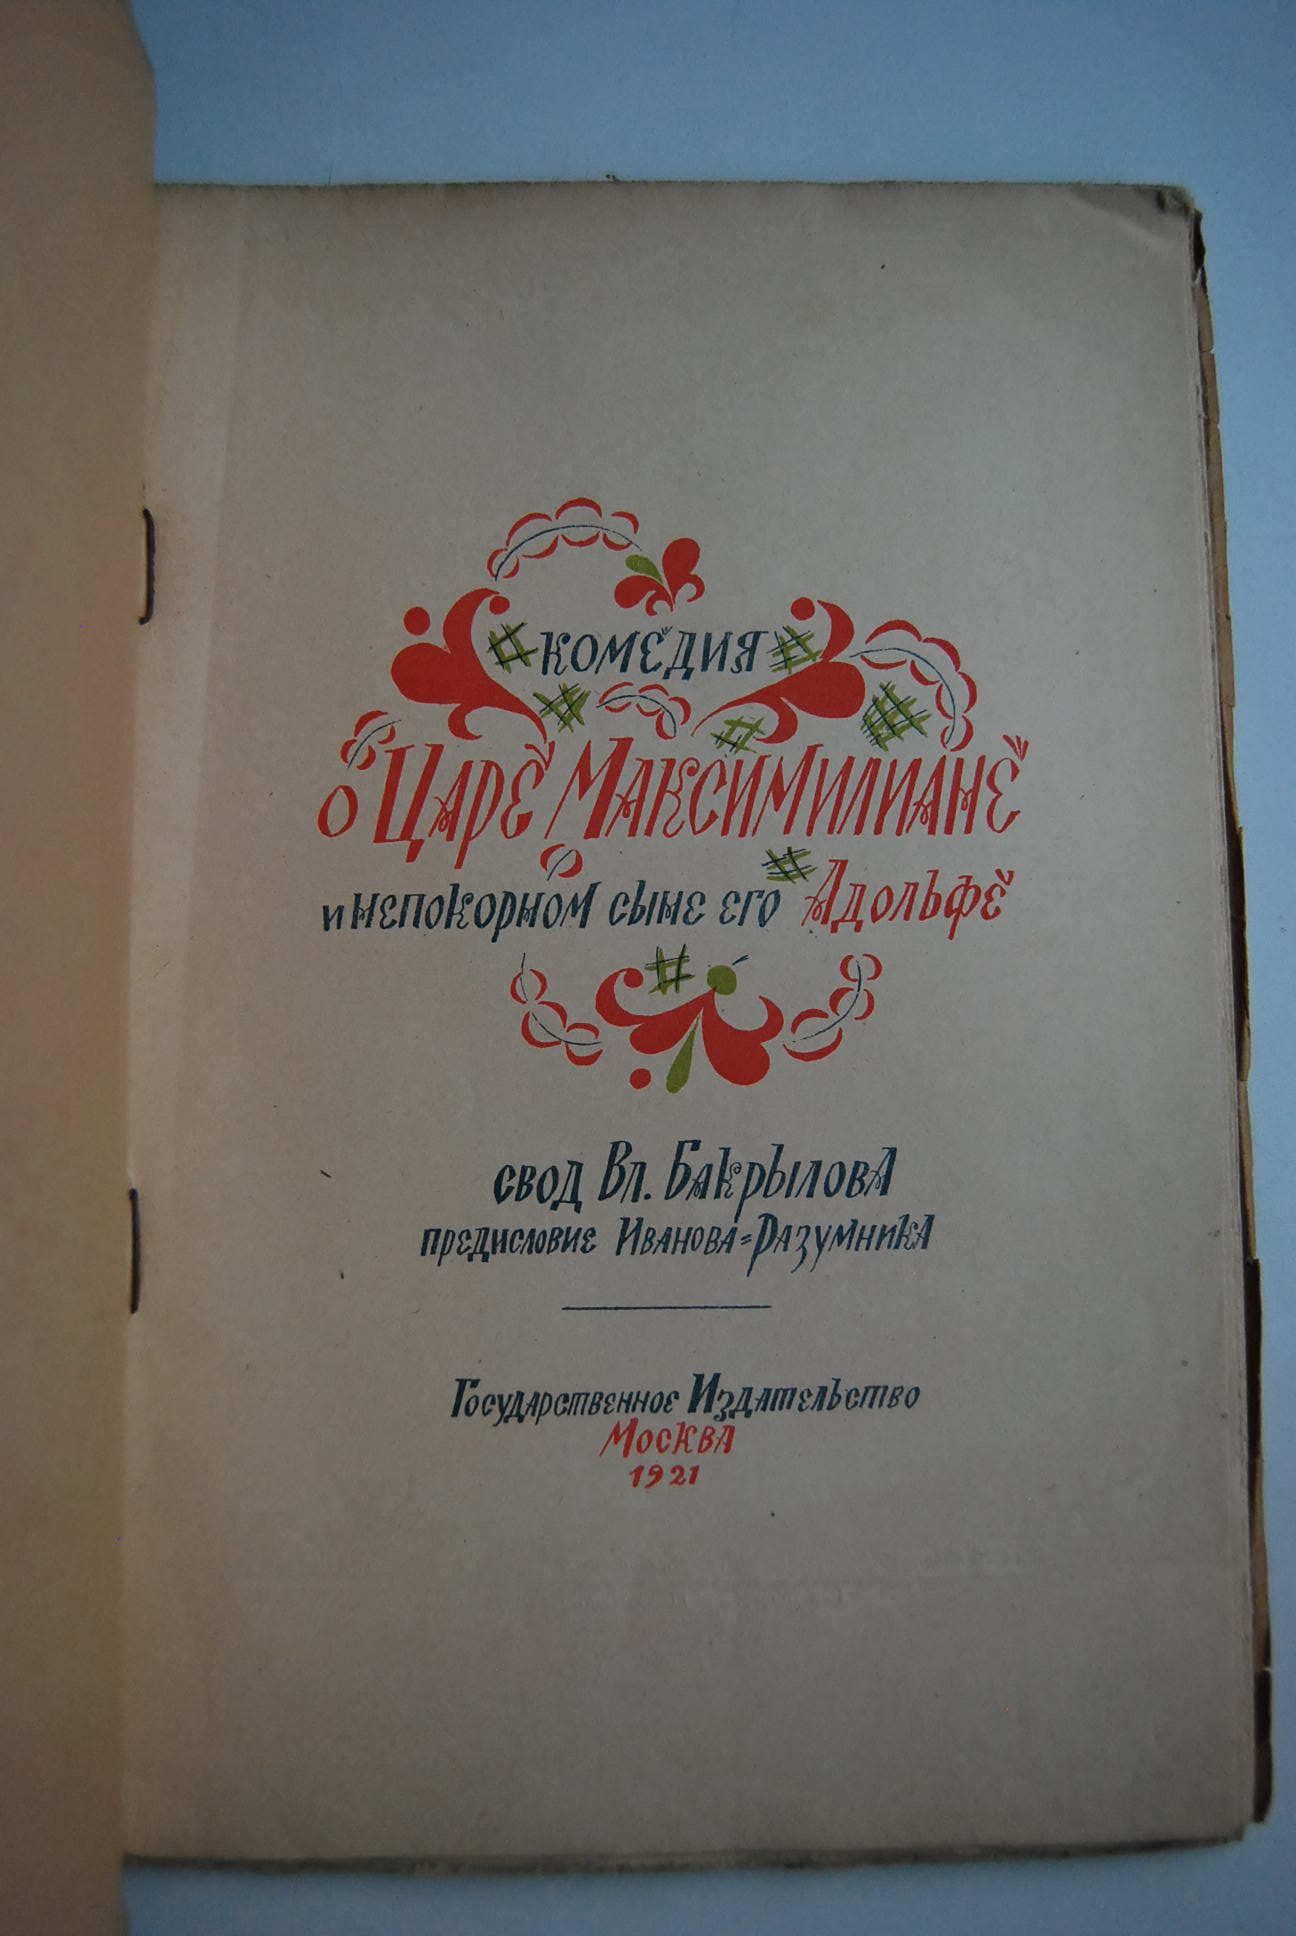 комедия
о Царе Максимилиане
и непокорном сыне его Адольфе
свод Вл. Бакрылова
предисловие Иванова=Разумника
Государственное Издательство
Москва
1921